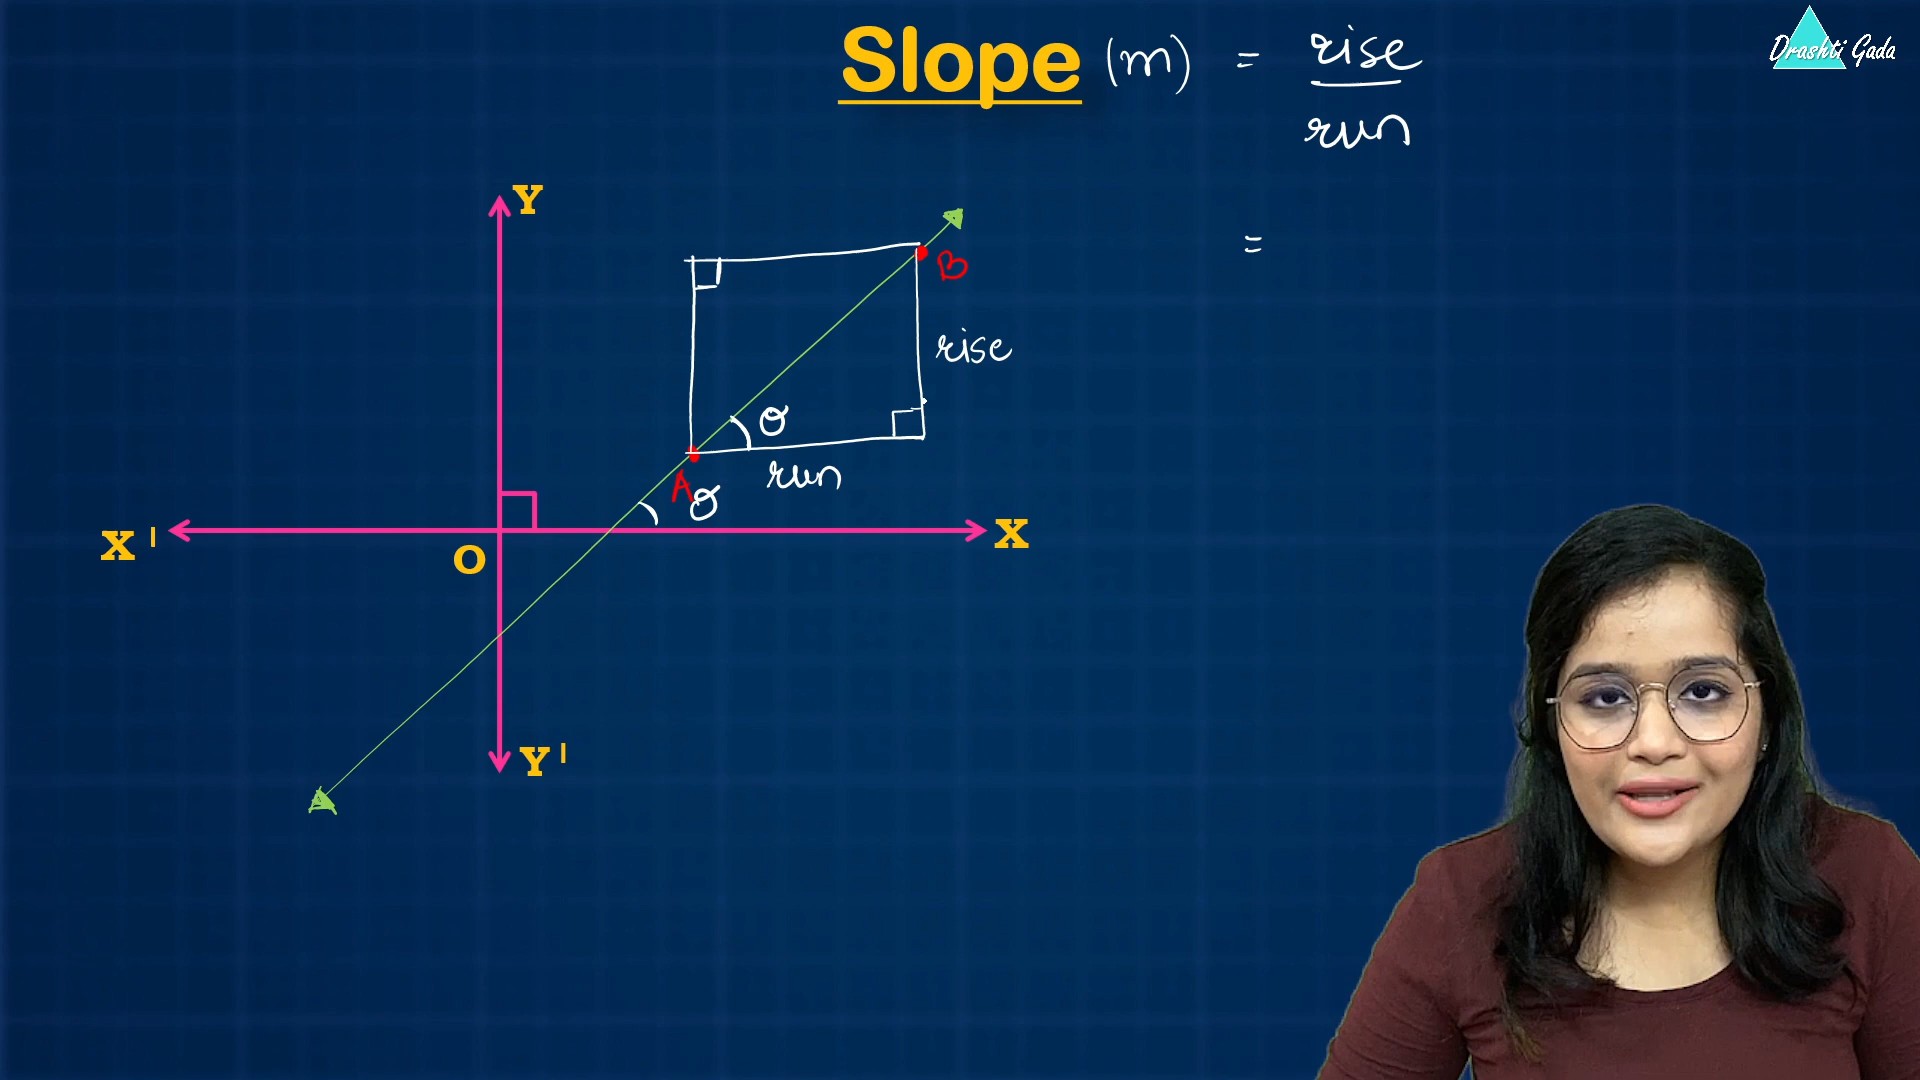 Slope (m) = rise
run
Drashti Gada
=
Y
B
rise
θ
run
A θ
X'
O
X
Y'